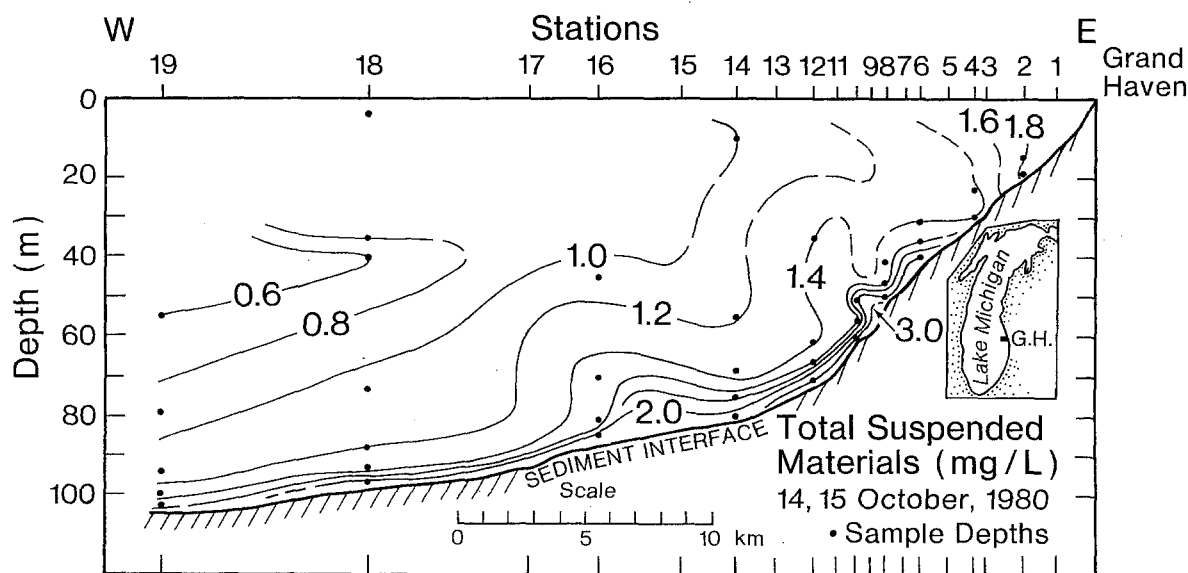 W Stations E
19 18 17 16 15 14 13 12 11 9 8 7 6 5 4 3 2 1 Grand
Haven
0
20
40
60
80
100
Depth (m)
1.6 1.8
1.0
0.6
0.8
1.2
1.4
3.0
2.0
Lake Michigan
G.H.
SEDIMENT INTERFACE
Scale
0 5 10 km
Total Suspended
Materials (mg/L)
14, 15 October, 1980
• Sample Depths